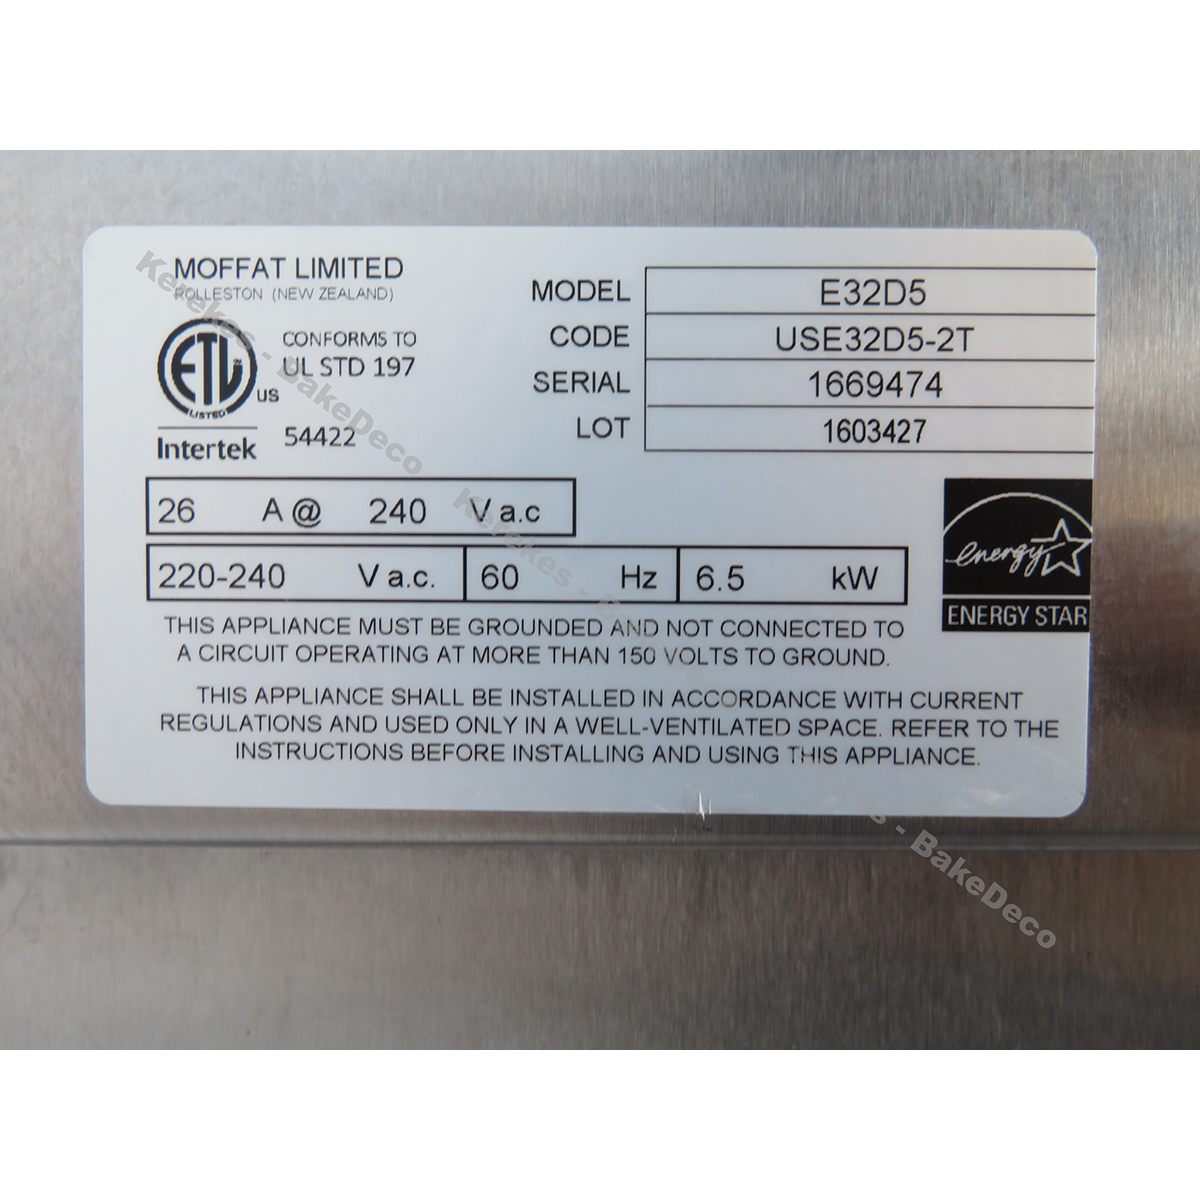 MOFFAT LIMITED
ROLLESTON (NEW ZEALAND)
ETL
LISTED
US
Intertek
CONFORMS TO
UL STD 197
54422
MODEL E32D5
CODE USE32D5-2T
SERIAL 1669474
LOT 1603427
26 A@ 240 V a.c
220-240 V a.c. 60 Hz 6.5 kW
energy
ENERGY STAR
THIS APPLIANCE MUST BE GROUNDED AND NOT CONNECTED TO
A CIRCUIT OPERATING AT MORE THAN 150 VOLTS TO GROUND.
THIS APPLIANCE SHALL BE INSTALLED IN ACCORDANCE WITH CURRENT
REGULATIONS AND USED ONLY IN A WELL-VENTILATED SPACE. REFER TO THE
INSTRUCTIONS BEFORE INSTALLING AND USING THIS APPLIANCE.
Kerekes - BakeDeco
Kerekes - BakeDeco